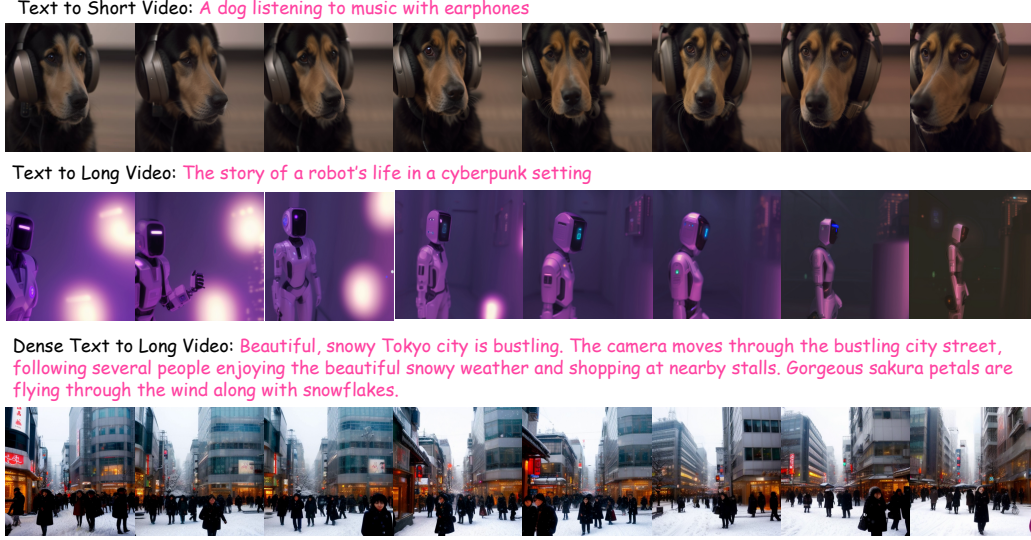 Text to Short Video: A dog listening to music with earphones
Text to Long Video: The story of a robot's life in a cyberpunk setting
Dense Text to Long Video: Beautiful, snowy Tokyo city is bustling. The camera moves through the bustling city street,
following several people enjoying the beautiful snowy weather and shopping at nearby stalls. Gorgeous sakura petals are
flying through the wind along with snowflakes.